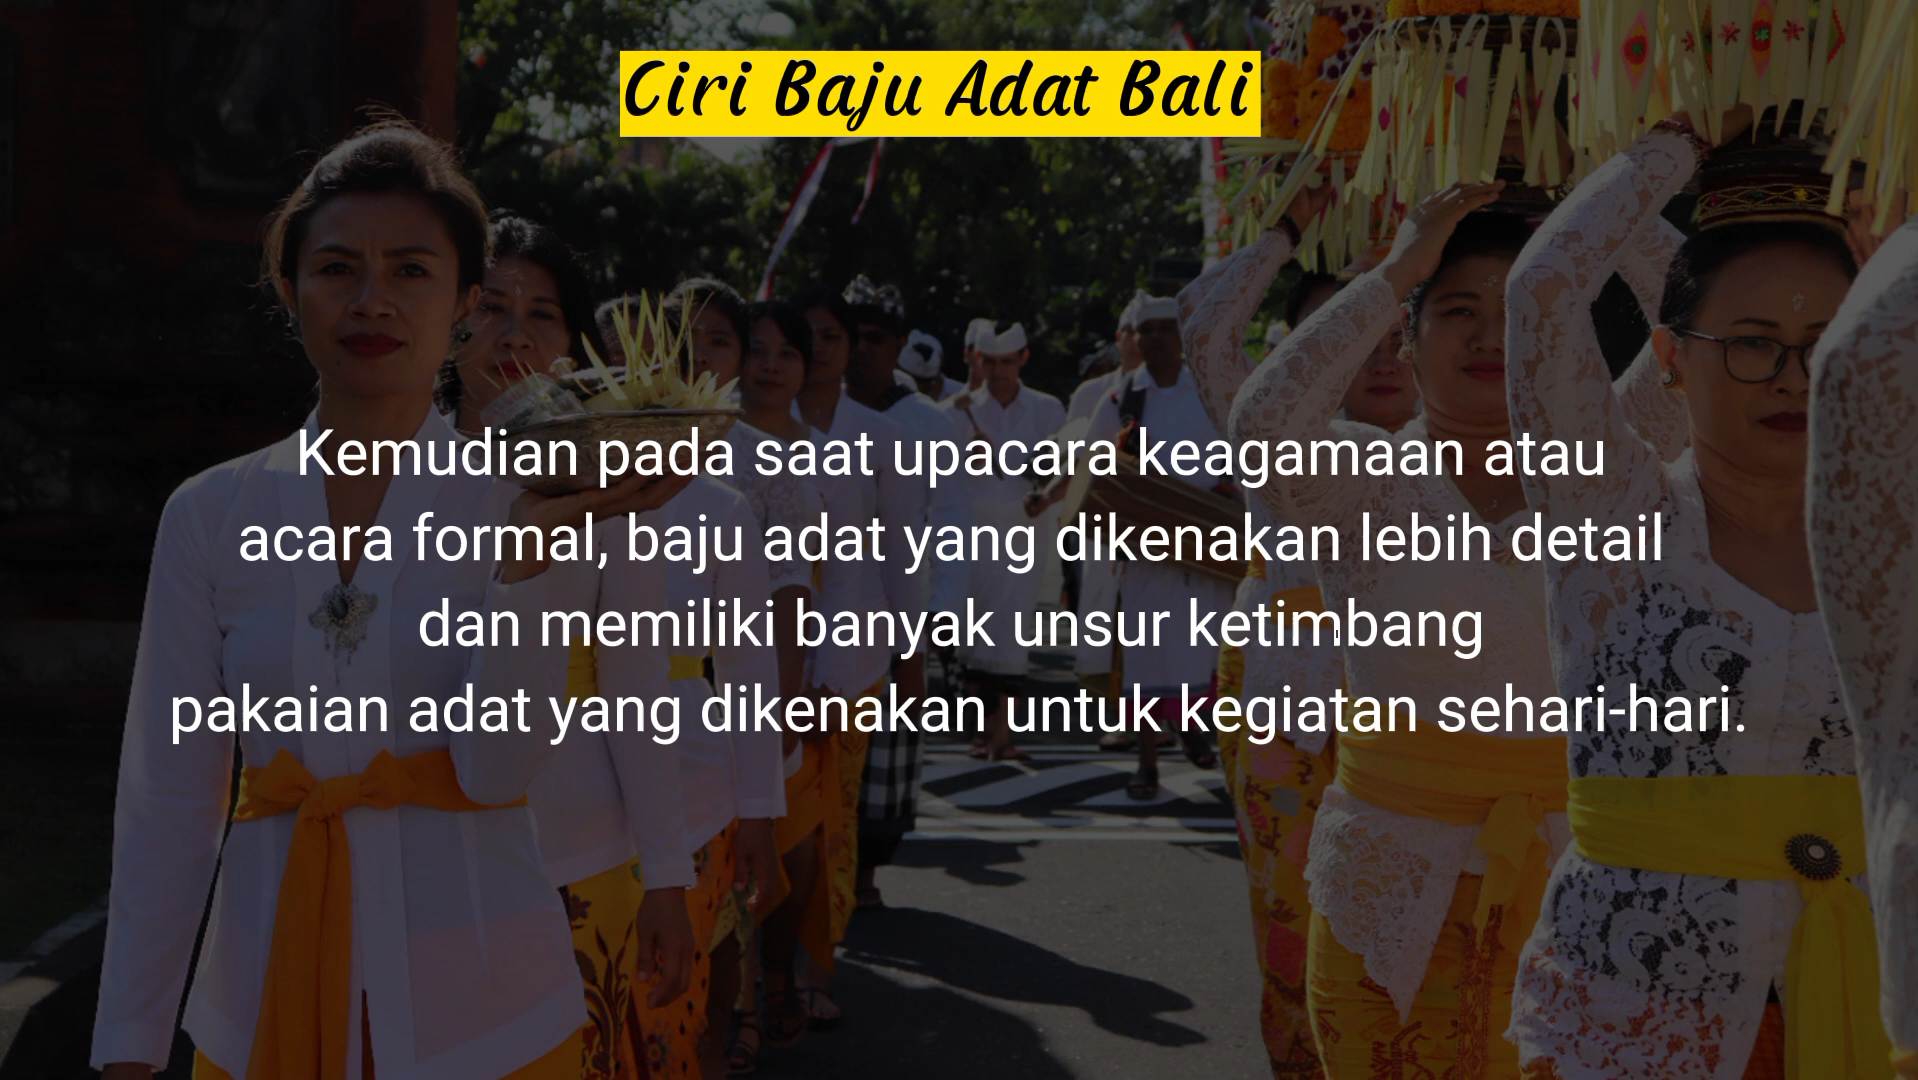 Ciri Baju Adat Bali
Kemudian pada saat upacara keagamaan atau
acara formal, baju adat yang dikenakan lebih detail
dan memiliki banyak unsur ketimbang
pakaian adat yang dikenakan untuk kegiatan sehari-hari.